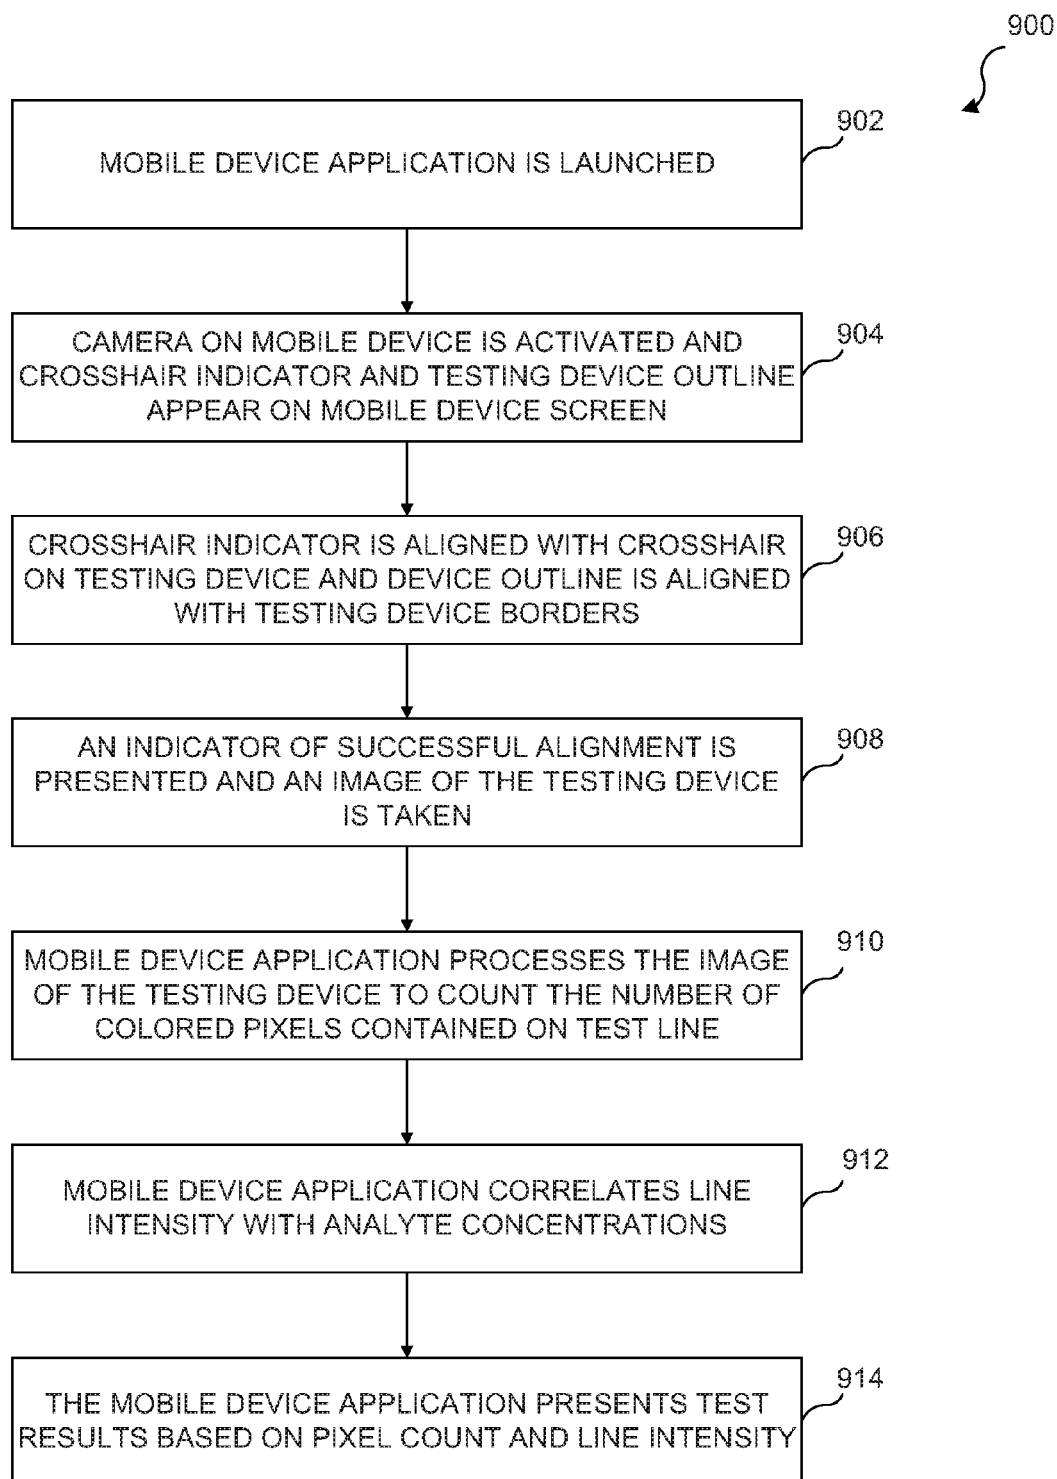 900
902
MOBILE DEVICE APPLICATION IS LAUNCHED
904
CAMERA ON MOBILE DEVICE IS ACTIVATED AND
CROSSHAIR INDICATOR AND TESTING DEVICE OUTLINE
APPEAR ON MOBILE DEVICE SCREEN
906
CROSSHAIR INDICATOR IS ALIGNED WITH CROSSHAIR
ON TESTING DEVICE AND DEVICE OUTLINE IS ALIGNED
WITH TESTING DEVICE BORDERS
908
AN INDICATOR OF SUCCESSFUL ALIGNMENT IS
PRESENTED AND AN IMAGE OF THE TESTING DEVICE
IS TAKEN
910
MOBILE DEVICE APPLICATION PROCESSES THE IMAGE
OF THE TESTING DEVICE TO COUNT THE NUMBER OF
COLORED PIXELS CONTAINED ON TEST LINE
912
MOBILE DEVICE APPLICATION CORRELATES LINE
INTENSITY WITH ANALYTE CONCENTRATIONS
914
THE MOBILE DEVICE APPLICATION PRESENTS TEST
RESULTS BASED ON PIXEL COUNT AND LINE INTENSITY